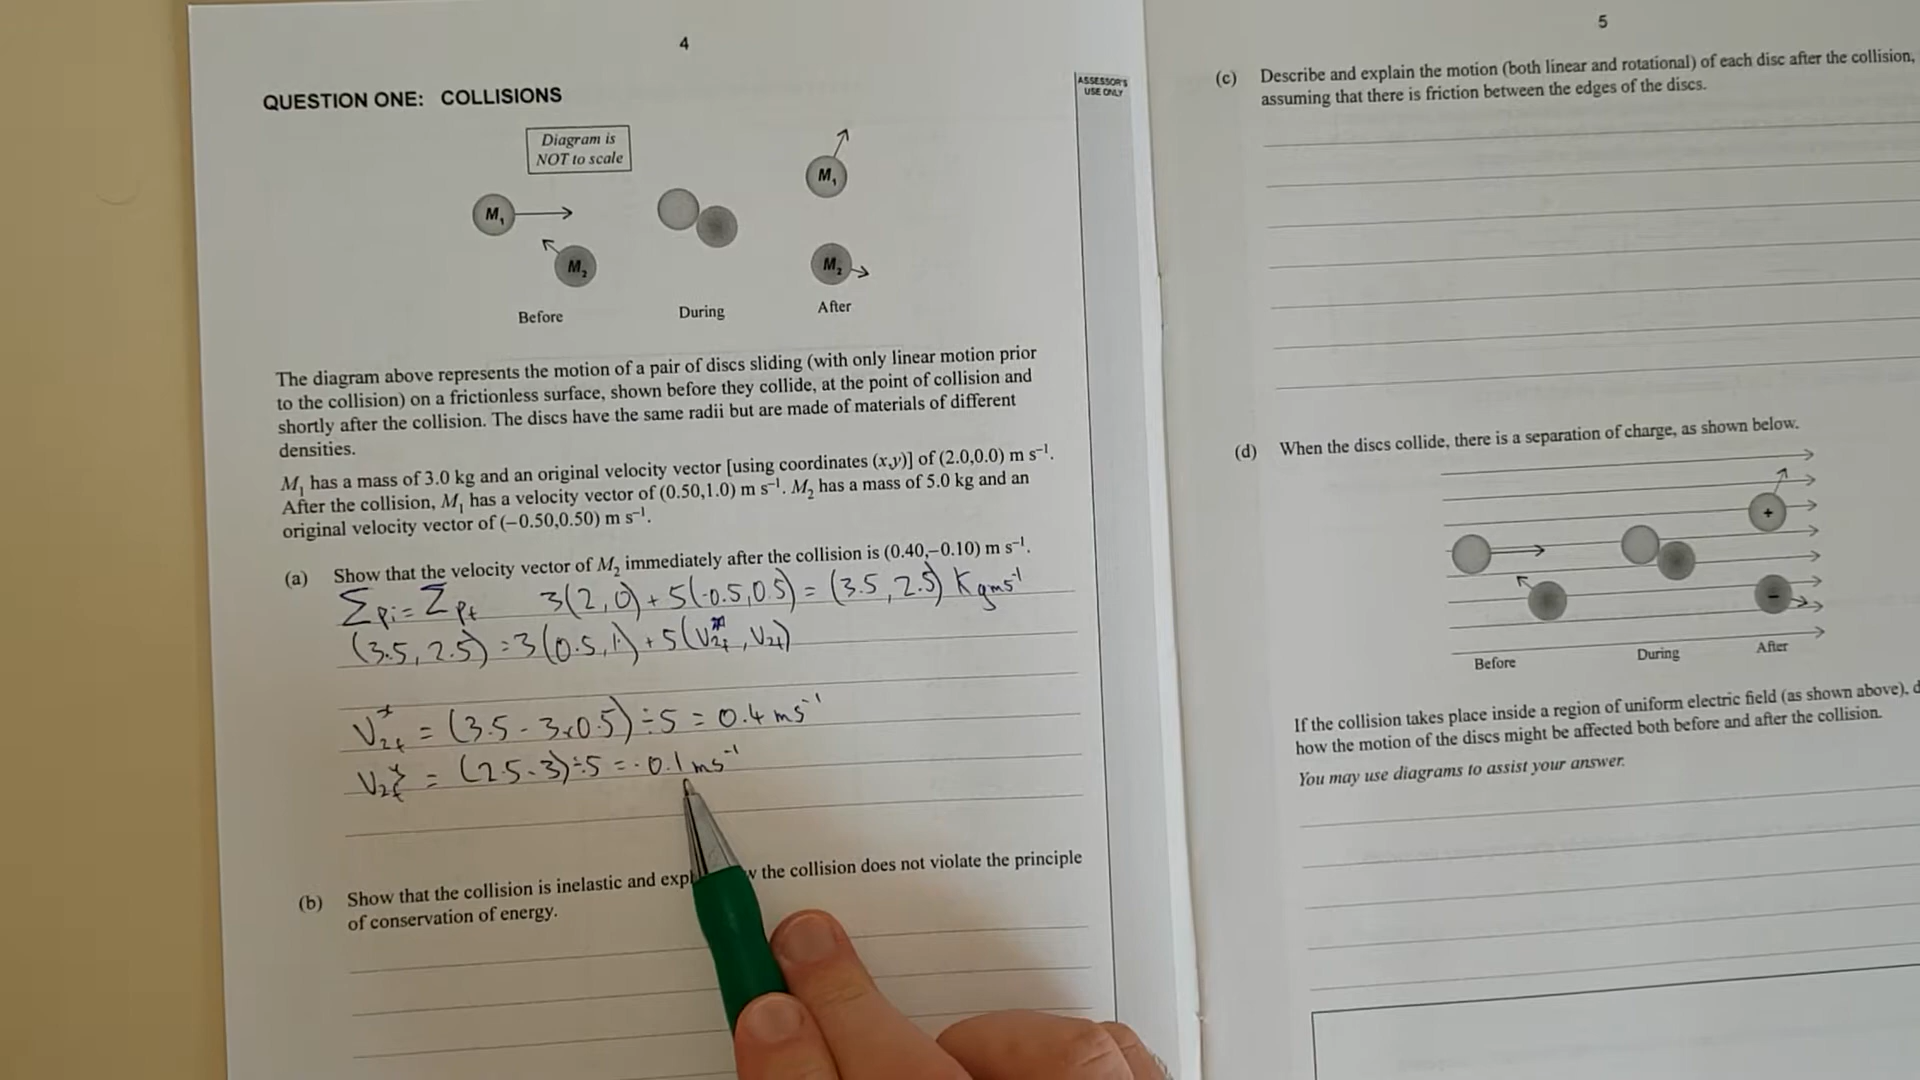 4
QUESTION ONE: COLLISIONS
ASSESSOR'S
USE ONLY
Diagram is
NOT to scale
M₁
M₂
M₁
M₂
Before
During
After
The diagram above represents the motion of a pair of discs sliding (with only linear motion prior
to the collision) on a frictionless surface, shown before they collide, at the point of collision and
shortly after the collision. The discs have the same radii but are made of materials of different
densities.
M₁ has a mass of 3.0 kg and an original velocity vector [using coordinates (x,y)] of (2.0,0.0) m s⁻¹.
After the collision, M₁ has a velocity vector of (0.50,1.0) m s⁻¹. M₂ has a mass of 5.0 kg and an
original velocity vector of (−0.50,0.50) m s⁻¹.
(a) Show that the velocity vector of M₂ immediately after the collision is (0.40,−0.10) m s⁻¹.
Σpi = Σpf 3(2,0) + 5(-0.5,0.5) = (3.5, 2.5) Kgms⁻¹
(3.5, 2.5) = 3(0.5,1) + 5(V₂f, V₂f)
V₂fˣ = (3.5 - 3×0.5) ÷ 5 = 0.4 ms⁻¹
V₂fʸ = (2.5 - 3) ÷ 5 = -0.1 ms⁻¹
(b) Show that the collision is inelastic and the collision does not violate the principle
of conservation of energy.
5
(c) Describe and explain the motion (both linear and rotational) of each disc after the collision,
assuming that there is friction between the edges of the discs.
(d) When the discs collide, there is a separation of charge, as shown below.
+
−
Before
During
After
If the collision takes place inside a region of uniform electric field (as shown above),
how the motion of the discs might be affected both before and after the collision.
You may use diagrams to assist your answer.